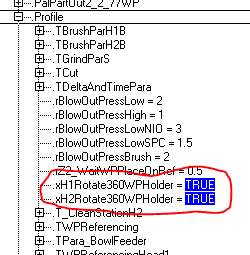 .PalPartOut2_2_77WP
.Profile
.TBrushParH1B
.TBrushParH2B
.TGrindParS
.TCut
.TDeltaAndTimePara
.rBlowOutPressLow = 2
.rBlowOutPressHigh = 1
.rBlowOutPressLowNIO = 3
.rBlowOutPressLowSPC = 1.5
.rBlowOutPressBrush = 2
.iZ2_WaitWPPlaceOnRef = 0.5
.xH1Rotate360WPHolder = TRUE
.xH2Rotate360WPHolder = TRUE
.T_CleanStationH2
.TWPReferencing
.TPara_BowlFeeder
.TWPReferencingHead1